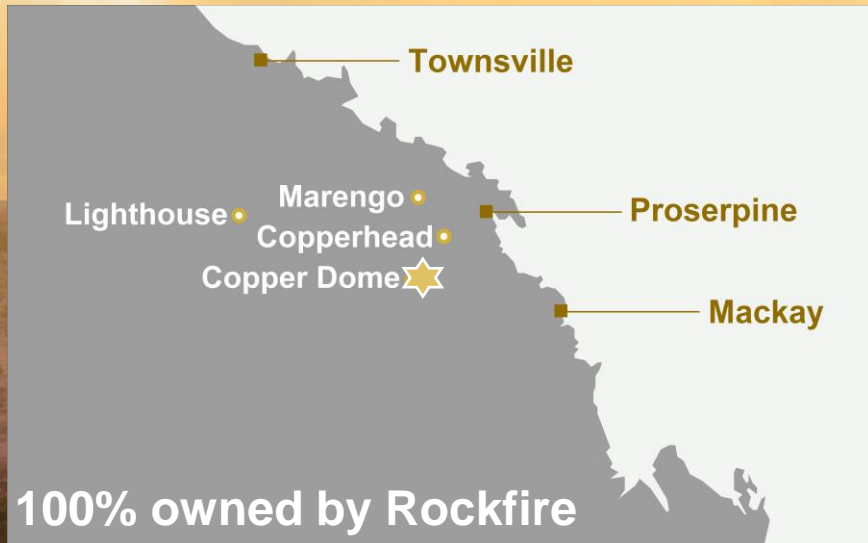 Townsville
Marengo
Lighthouse
Proserpine
Copperhead
Copper Dome
Mackay
100% owned by Rockfire